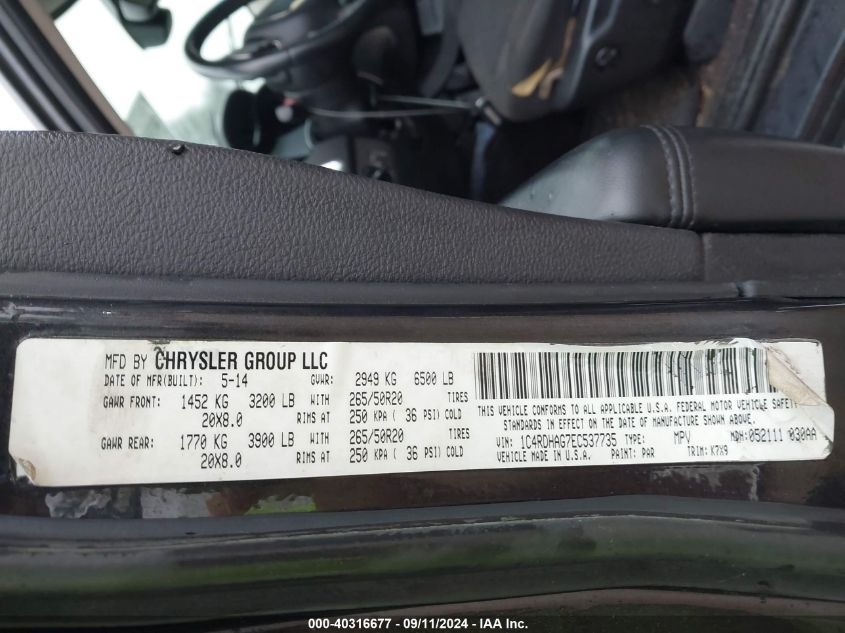 MFD BY CHRYSLER GROUP LLC
DATE OF MFR(BUILT): 5-14 GVWR: 2949 KG 6500 LB
GAWR FRONT: 1452 KG 3200 LB WITH 265/50R20 TIRES
20X8.0 RIMS AT 250 KPA ( 36 PSI) COLD
GAWR REAR: 1770 KG 3900 LB WITH 265/50R20 TIRES
20X8.0 RIMS AT 250 KPA ( 36 PSI) COLD
THIS VEHICLE CONFORMS TO ALL APPLICABLE U.S.A. FEDERAL MOTOR VEHICLE SAFETY
STANDARDS IN EFFECT ON THE DATE OF MANUFACTURE SHOWN ABOVE.
VIN: 1C4RDHAG7EC537735 TYPE: MPV MDH: 052111 030AA
VEHICLE MADE IN U.S.A. PAINT: PAR TRIM: K7X9
000-40316677 - 09/11/2024 - IAA Inc.